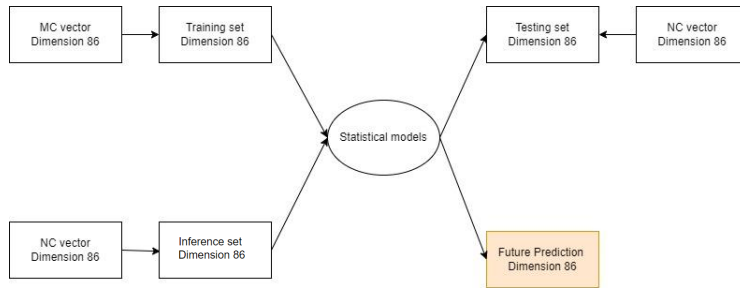 MC vector
Dimension 86
Training set
Dimension 86
Testing set
Dimension 86
NC vector
Dimension 86
Statistical models
NC vector
Dimension 86
Inference set
Dimension 86
Future Prediction
Dimension 86